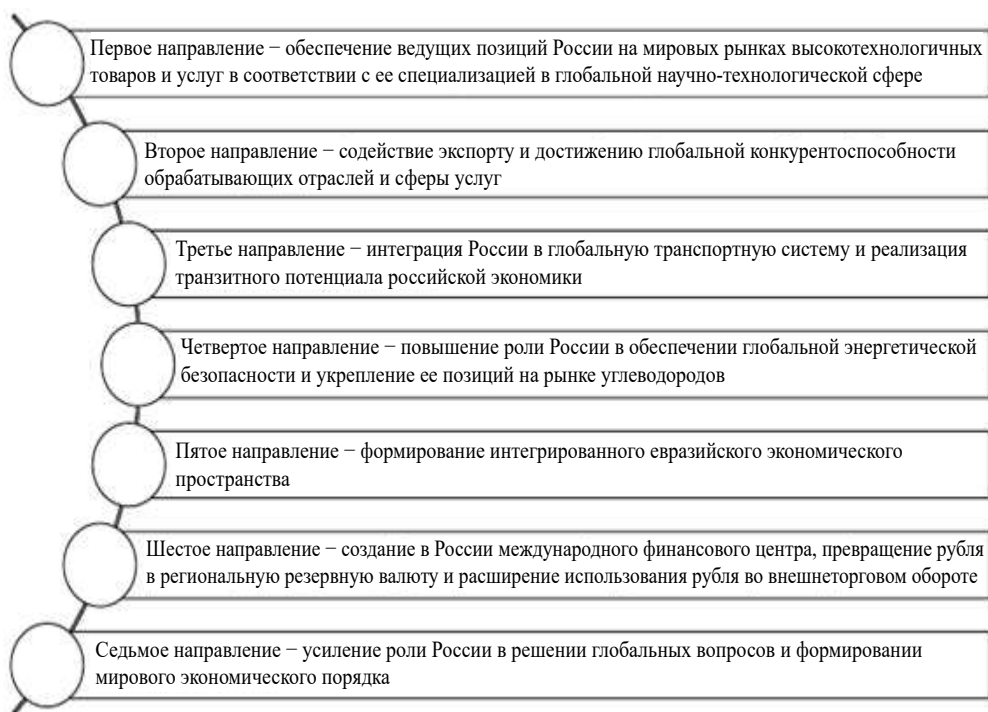 Первое направление − обеспечение ведущих позиций России на мировых рынках высокотехнологичных
товаров и услуг в соответствии с ее специализацией в глобальной научно-технологической сфере
Второе направление − содействие экспорту и достижению глобальной конкурентоспособности
обрабатывающих отраслей и сферы услуг
Третье направление − интеграция России в глобальную транспортную систему и реализация
транзитного потенциала российской экономики
Четвертое направление − повышение роли России в обеспечении глобальной энергетической
безопасности и укрепление ее позиций на рынке углеводородов
Пятое направление − формирование интегрированного евразийского экономического
пространства
Шестое направление − создание в России международного финансового центра, превращение рубля
в региональную резервную валюту и расширение использования рубля во внешнеторговом обороте
Седьмое направление − усиление роли России в решении глобальных вопросов и формировании
мирового экономического порядка